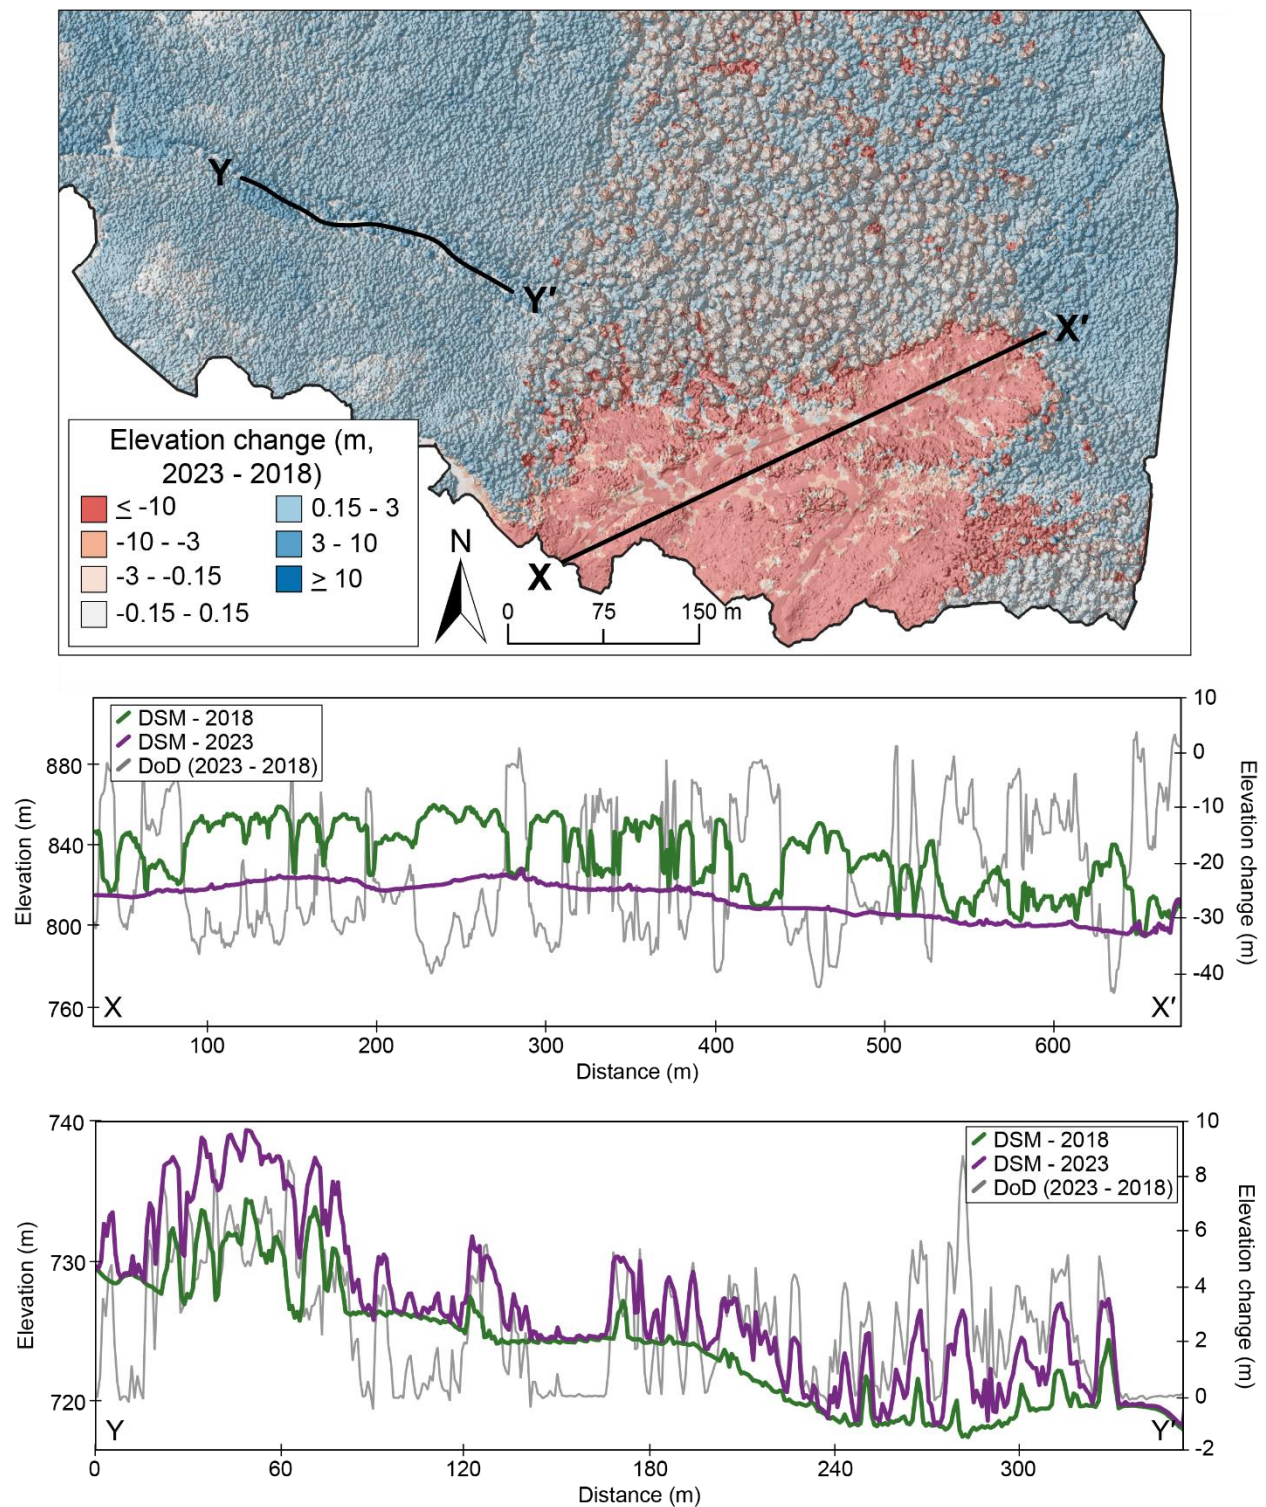 Y
Y'
X'
X
Elevation change (m,
2023 - 2018)
≤ -10
-10 - -3
-3 - -0.15
-0.15 - 0.15
0.15 - 3
3 - 10
≥ 10
N
0 75 150 m
DSM - 2018
DSM - 2023
DoD (2023 - 2018)
Elevation (m)
880
840
800
760
10
0
-10
-20
-30
-40
Elevation change (m)
X
X'
100 200 300 400 500 600
Distance (m)
DSM - 2018
DSM - 2023
DoD (2023 - 2018)
Elevation (m)
740
730
720
10
8
6
4
2
0
-2
Elevation change (m)
Y
Y'
0 60 120 180 240 300
Distance (m)